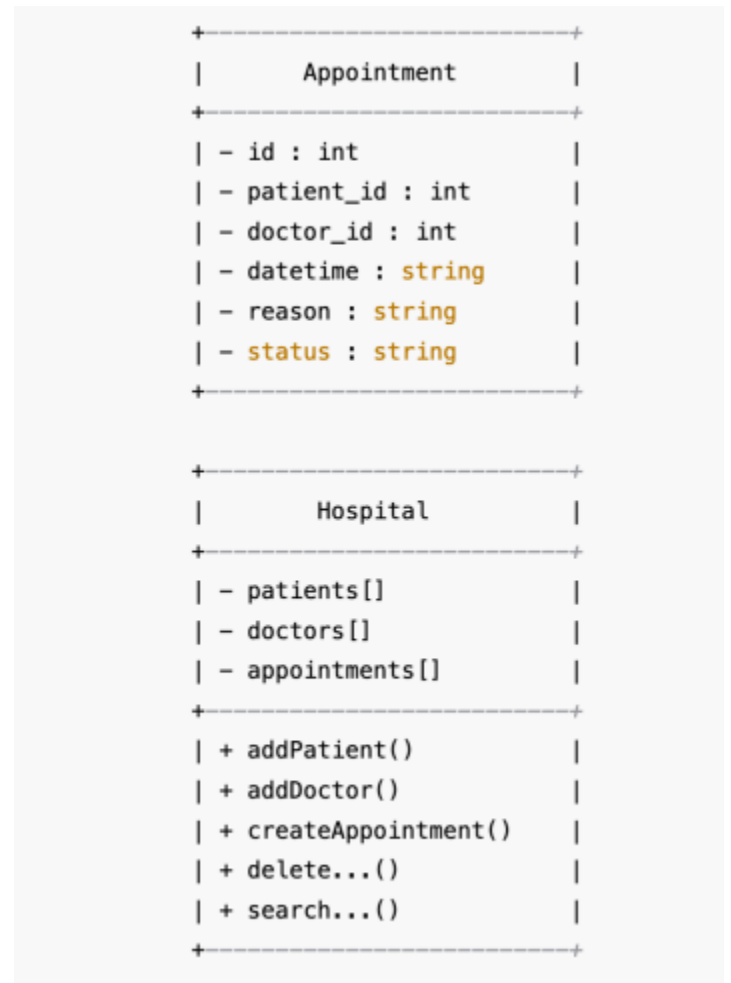 +---------------------------+
|       Appointment        |
+---------------------------+
| - id : int               |
| - patient_id : int       |
| - doctor_id : int        |
| - datetime : string      |
| - reason : string        |
| - status : string        |
+---------------------------+
+---------------------------+
|        Hospital          |
+---------------------------+
| - patients[]             |
| - doctors[]              |
| - appointments[]         |
+---------------------------+
| + addPatient()           |
| + addDoctor()            |
| + createAppointment()    |
| + delete...()            |
| + search...()            |
+---------------------------+